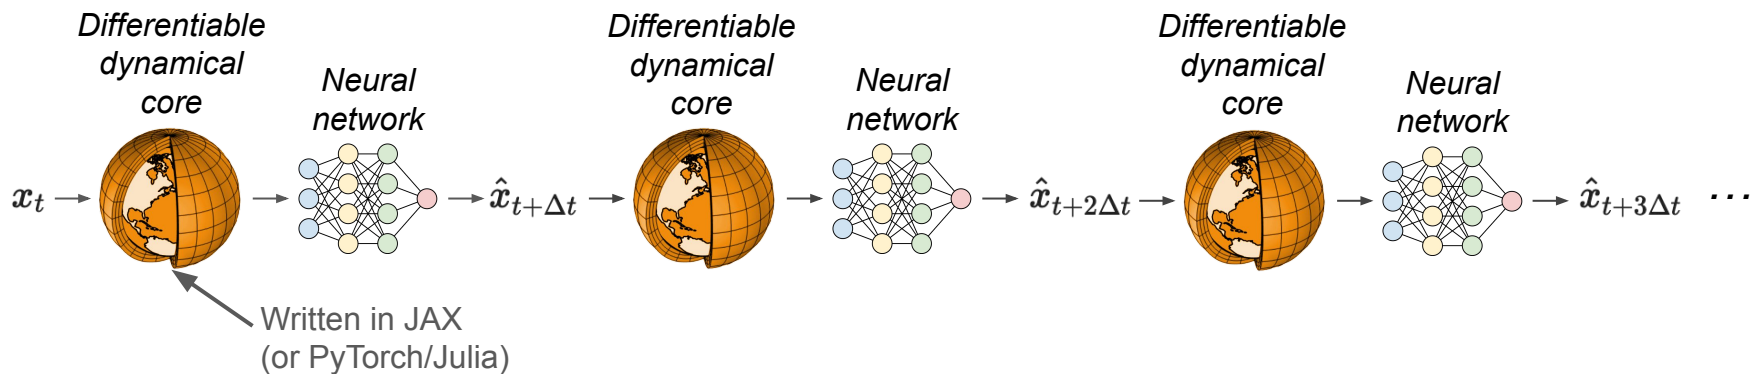 Differentiable
dynamical
core
Neural
network
Differentiable
dynamical
core
Neural
network
Differentiable
dynamical
core
Neural
network
x_t
x̂_{t+Δt}
x̂_{t+2Δt}
x̂_{t+3Δt}
...
Written in JAX
(or PyTorch/Julia)